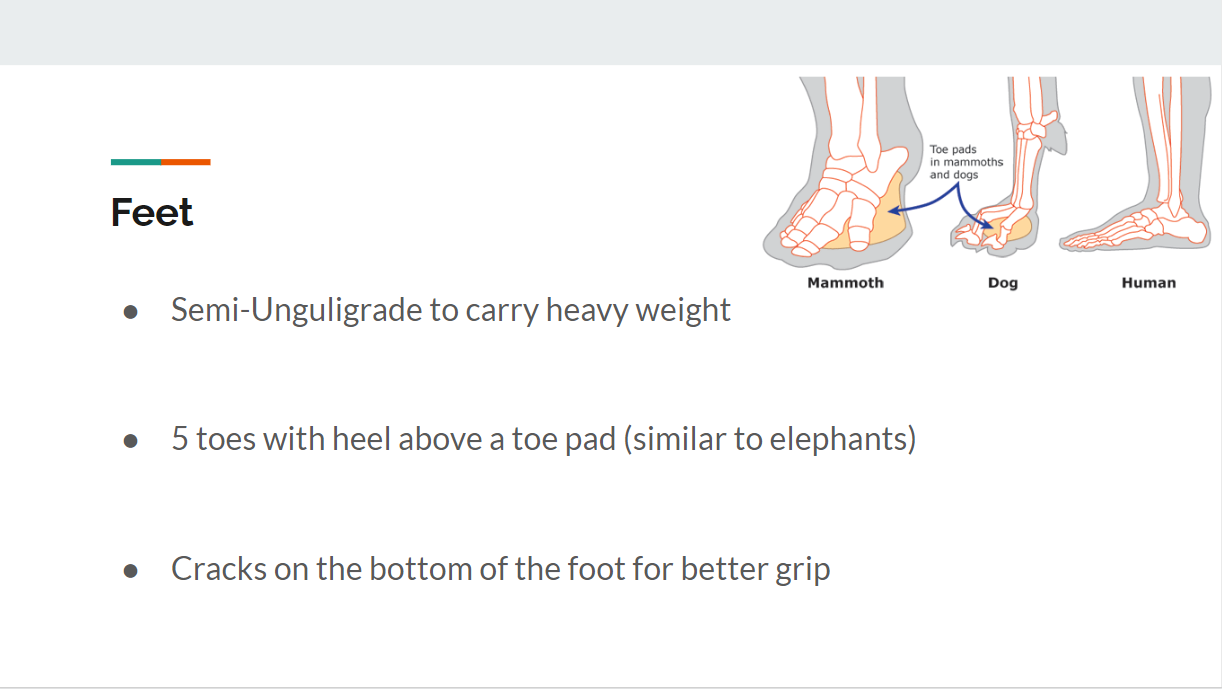 Toe pads
in mammoths
and dogs
Mammoth
Dog
Human
Feet
● Semi-Unguligrade to carry heavy weight
● 5 toes with heel above a toe pad (similar to elephants)
● Cracks on the bottom of the foot for better grip